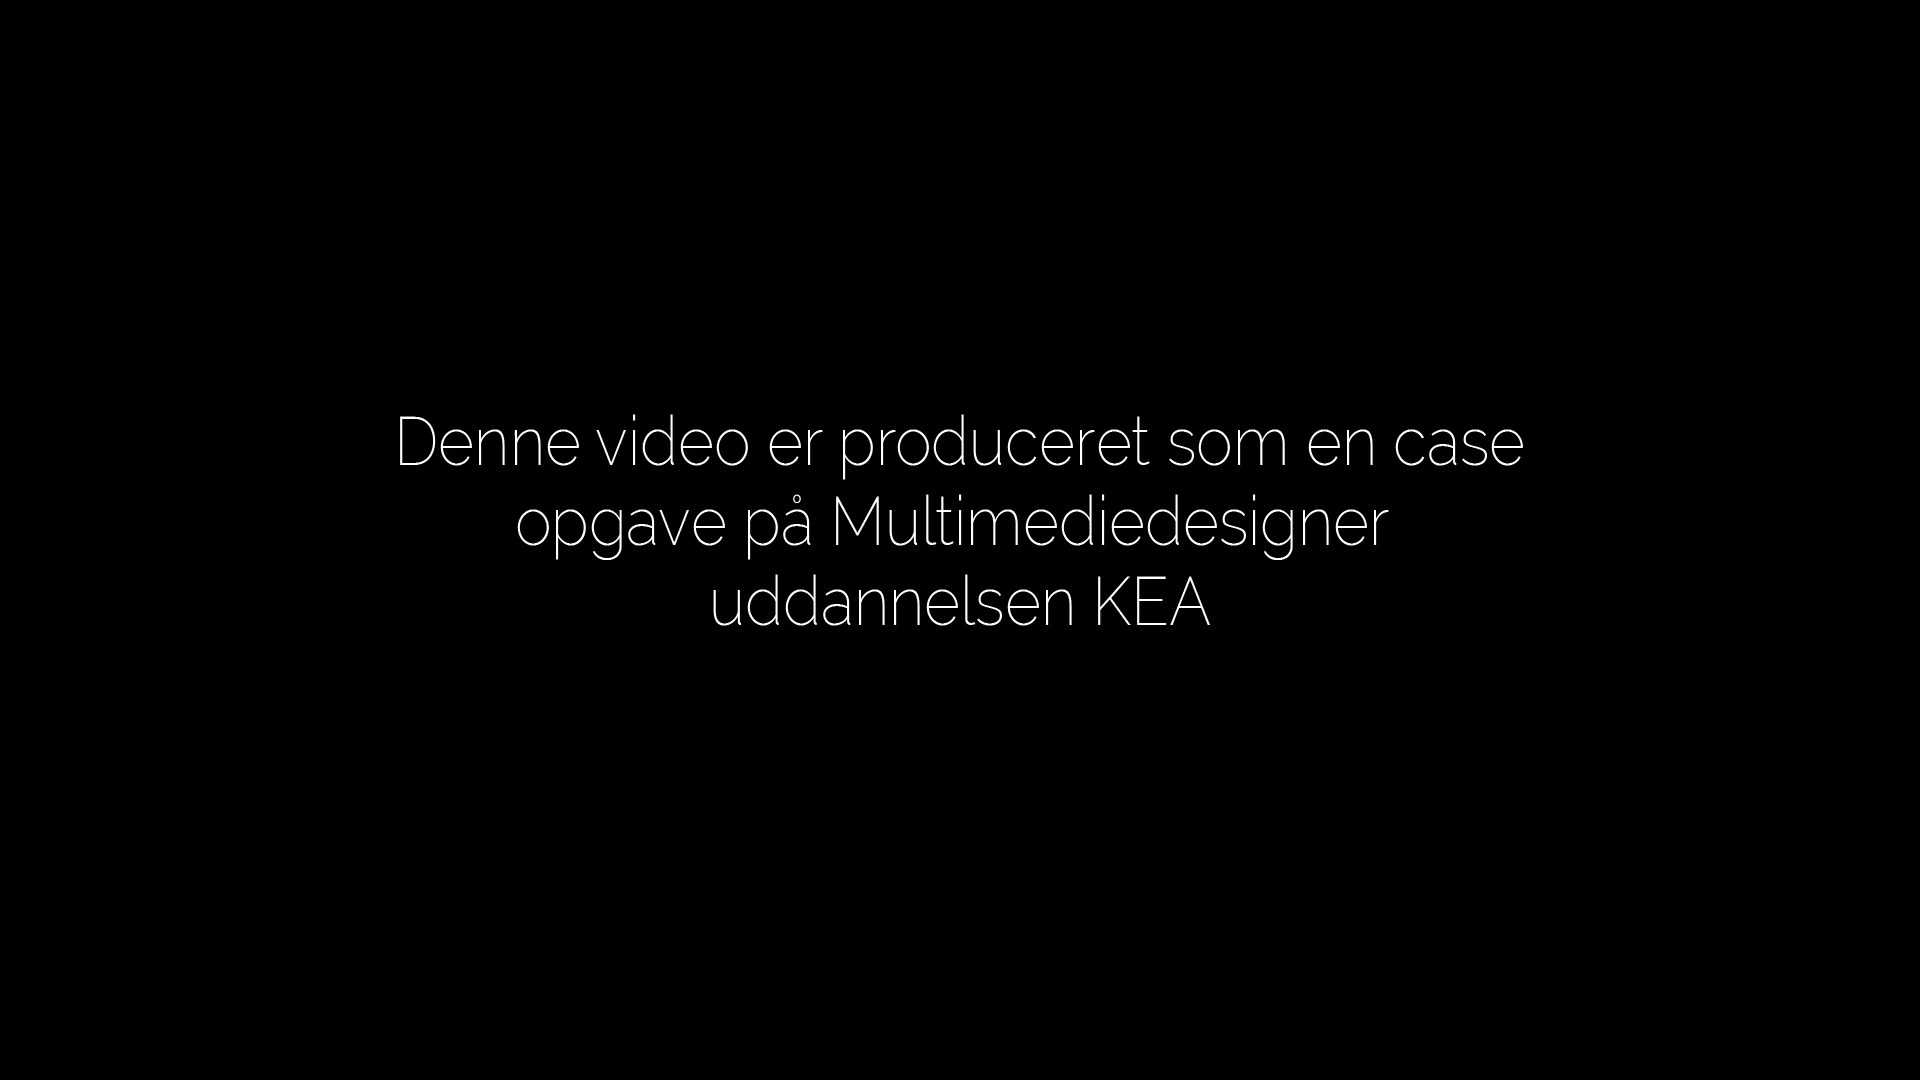 Denne video er produceret som en case
opgave på Multimediedesigner
uddannelsen KEA